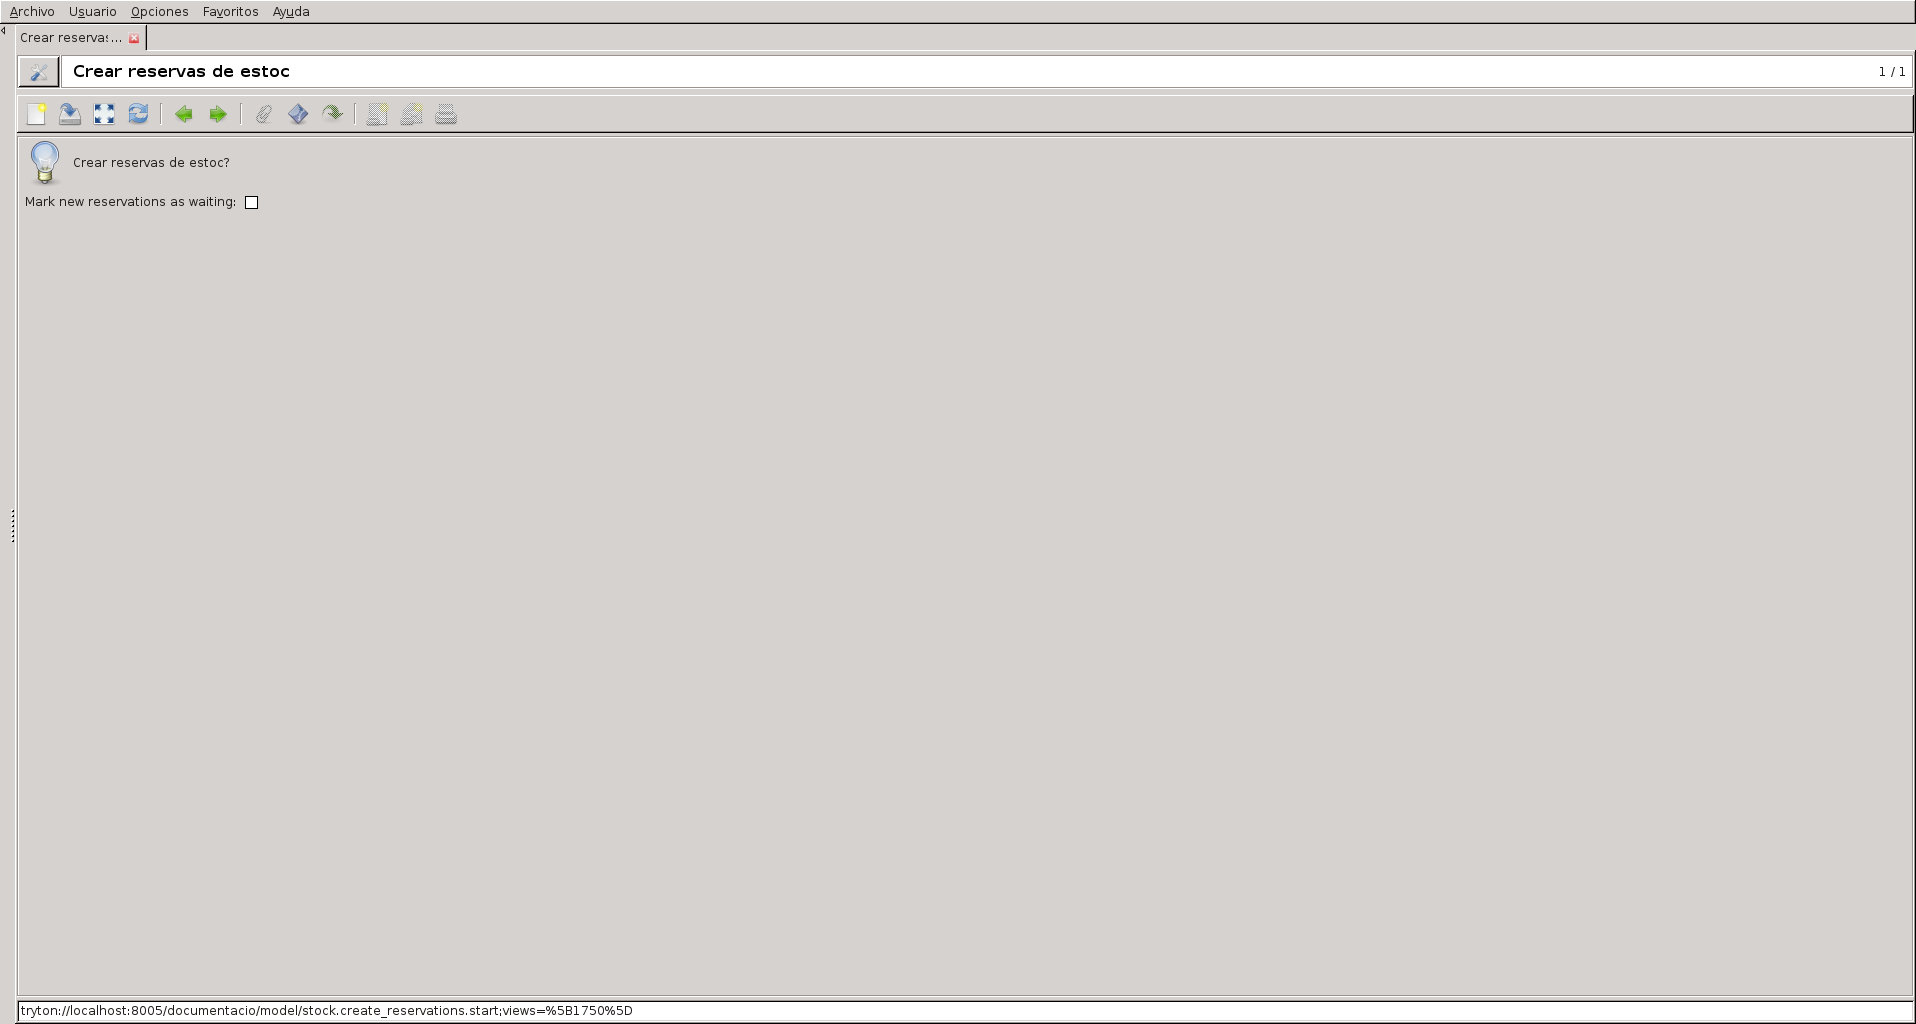 Archivo Usuario Opciones Favoritos Ayuda
Crear reservas...
Crear reservas de estoc 1 / 1
Crear reservas de estoc?
Mark new reservations as waiting:
tryton://localhost:8005/documentacio/model/stock.create_reservations.start;views=%5B1750%5D